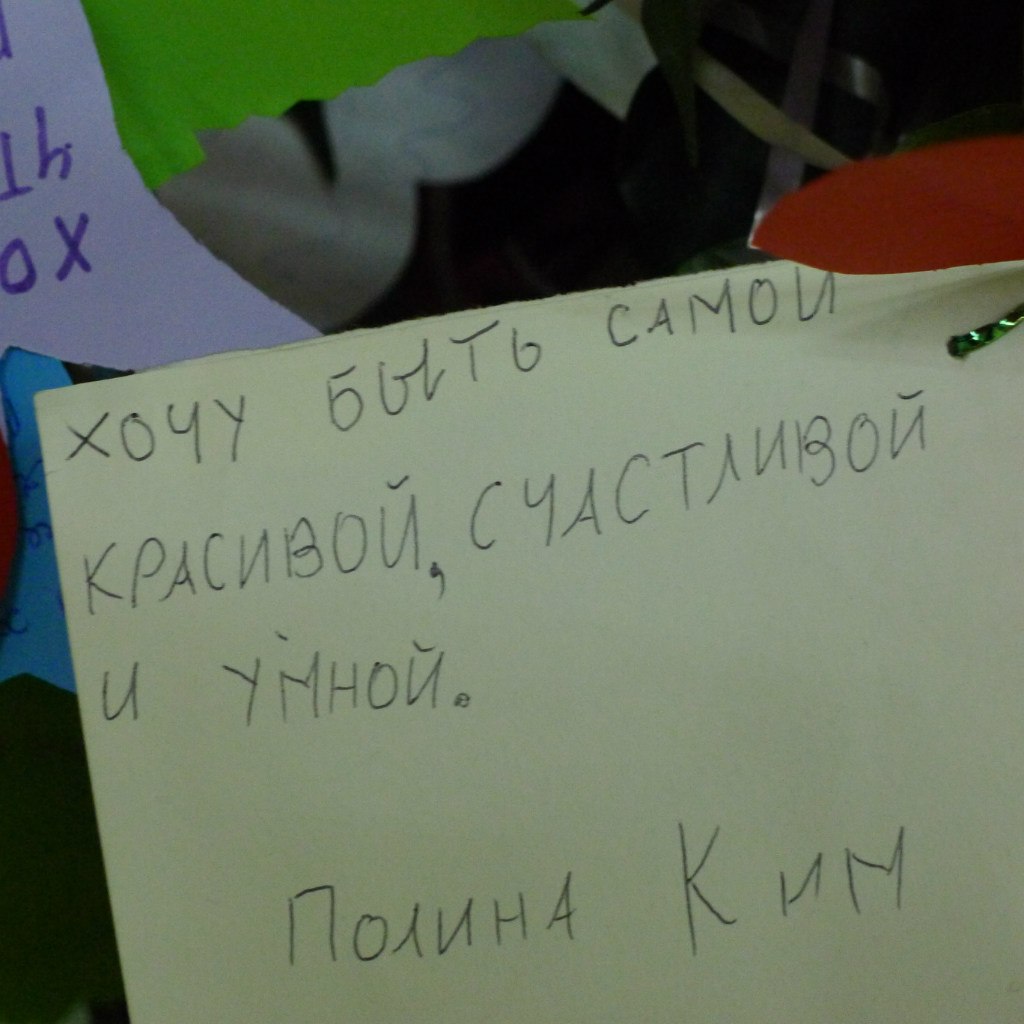 ХОЧУ БЫТЬ САМОЙ
КРАСИВОЙ, СЧАСТЛИВОЙ
И УМНОЙ.
ПОЛИНА КИМ